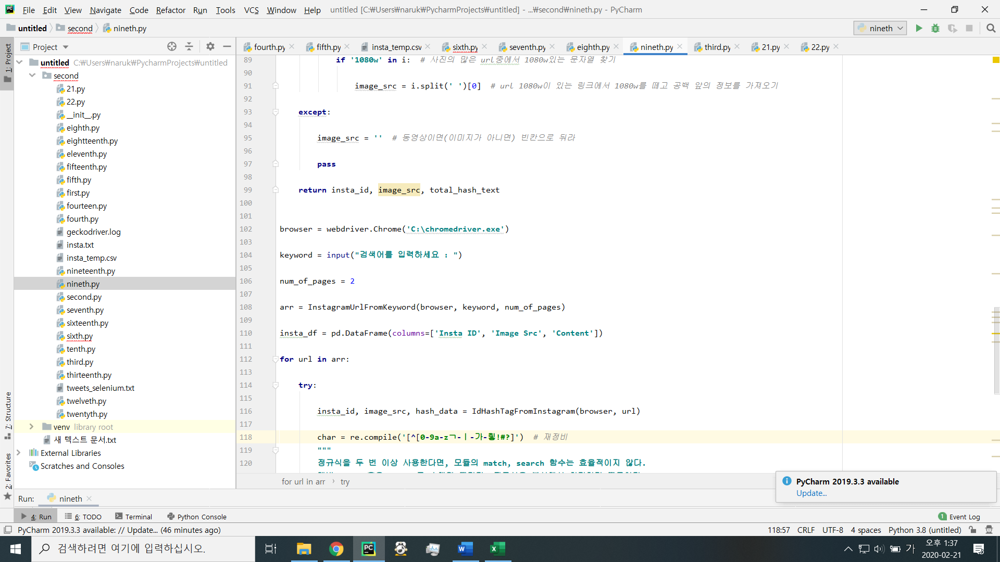 File Edit View Navigate Code Refactor Run Tools VCS Window Help untitled [C:₩Users₩naruk₩PycharmProjects₩untitled] - ...₩second₩nineth.py - PyCharm
untitled second nineth.py
nineth
1: Project
Project
fourth.py fifth.py insta_temp.csv sixth.py seventh.py eighth.py nineth.py third.py 21.py 22.py
untitled C:₩Users₩naruk₩PycharmProjects₩untitled
second
21.py
22.py
__init__.py
eighth.py
eightteenth.py
eleventh.py
fifteenth.py
fifth.py
first.py
fourteen.py
fourth.py
geckodriver.log
insta.txt
insta_temp.csv
nineteenth.py
nineth.py
second.py
seventh.py
sixteenth.py
sixth.py
tenth.py
third.py
thirteenth.py
tweets_selenium.txt
twelveth.py
twentyth.py
venv library root
새 텍스트 문서.txt
External Libraries
Scratches and Consoles
7: Structure
2: Favorites
89 if '1080w' in i: # 사진의 많은 url중에서 1080w있는 문자열 찾기
90
91 image_src = i.split(' ')[0] # url 1080w이 있는 링크에서 1080w를 떼고 공백 앞의 정보를 가져오기
92
93 except:
94
95 image_src = '' # 동영상이면(이미지가 아니면) 빈칸으로 둬라
96
97 pass
98
99 return insta_id, image_src, total_hash_text
100
101
102 browser = webdriver.Chrome('C:\chromedriver.exe')
103
104 keyword = input("검색어를 입력하세요 : ")
105
106 num_of_pages = 2
107
108 arr = InstagramUrlFromKeyword(browser, keyword, num_of_pages)
109
110 insta_df = pd.DataFrame(columns=['Insta ID', 'Image Src', 'Content'])
111
112 for url in arr:
113
114 try:
115
116 insta_id, image_src, hash_data = IdHashTagFromInstagram(browser, url)
117
118 char = re.compile('[^[0-9a-zㄱ-ㅣ-가-힣!#?]') # 재정비
119 """
120 정규식을 두 번 이상 사용한다면, 모듈의 match, search 함수는 효율적이지 않다.
for url in arr › try
PyCharm 2019.3.3 available
Update...
Run: nineth
4: Run 6: TODO Terminal Python Console
1 Event Log
PyCharm 2019.3.3 available: // Update... (46 minutes ago)
118:57 CRLF UTF-8 4 spaces Python 3.8 (untitled)
검색하려면 여기에 입력하십시오.
가
오후 1:37
2020-02-21